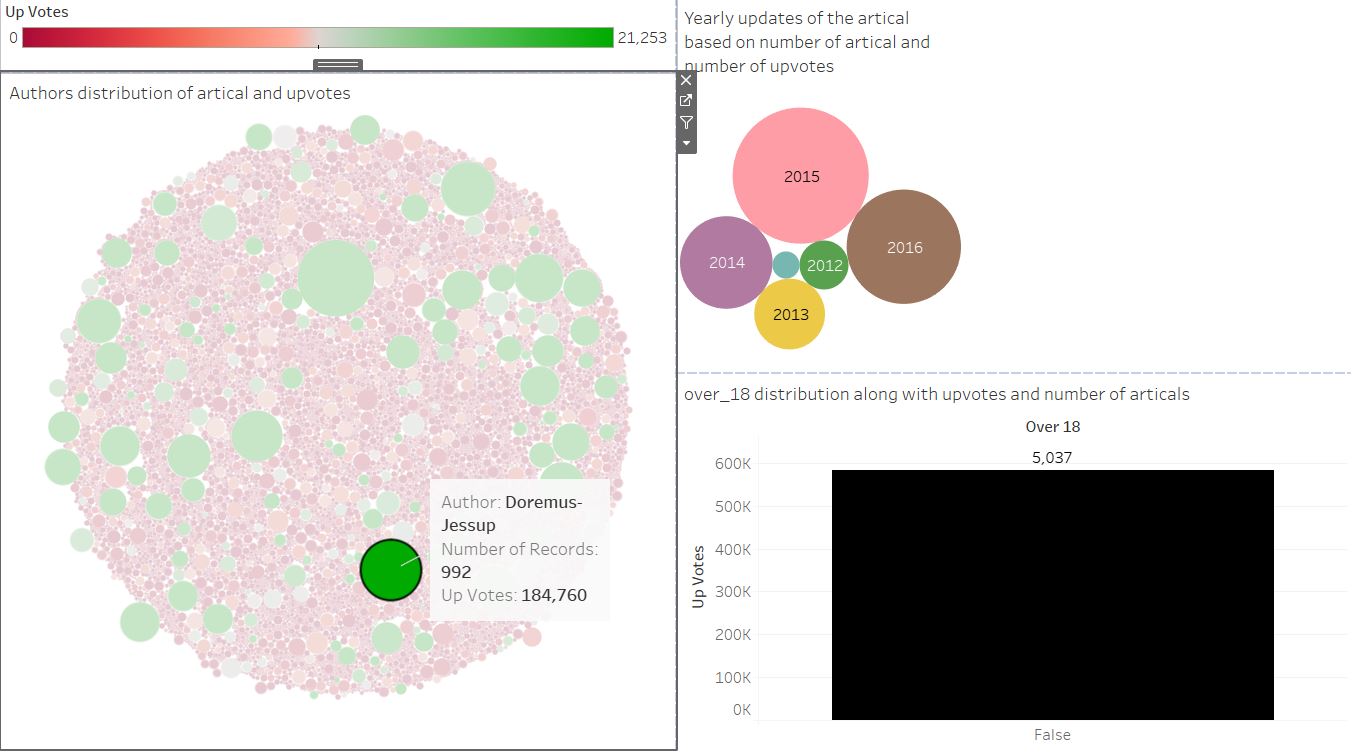 Up Votes
0
21,253
Authors distribution of artical and upvotes
Author: Doremus-
Jessup
Number of Records:
992
Up Votes: 184,760
Yearly updates of the artical
based on number of artical and
number of upvotes
2015
2016
2014
2012
2013
over_18 distribution along with upvotes and number of articals
Over 18
5,037
600K
500K
400K
300K
200K
100K
0K
Up Votes
False